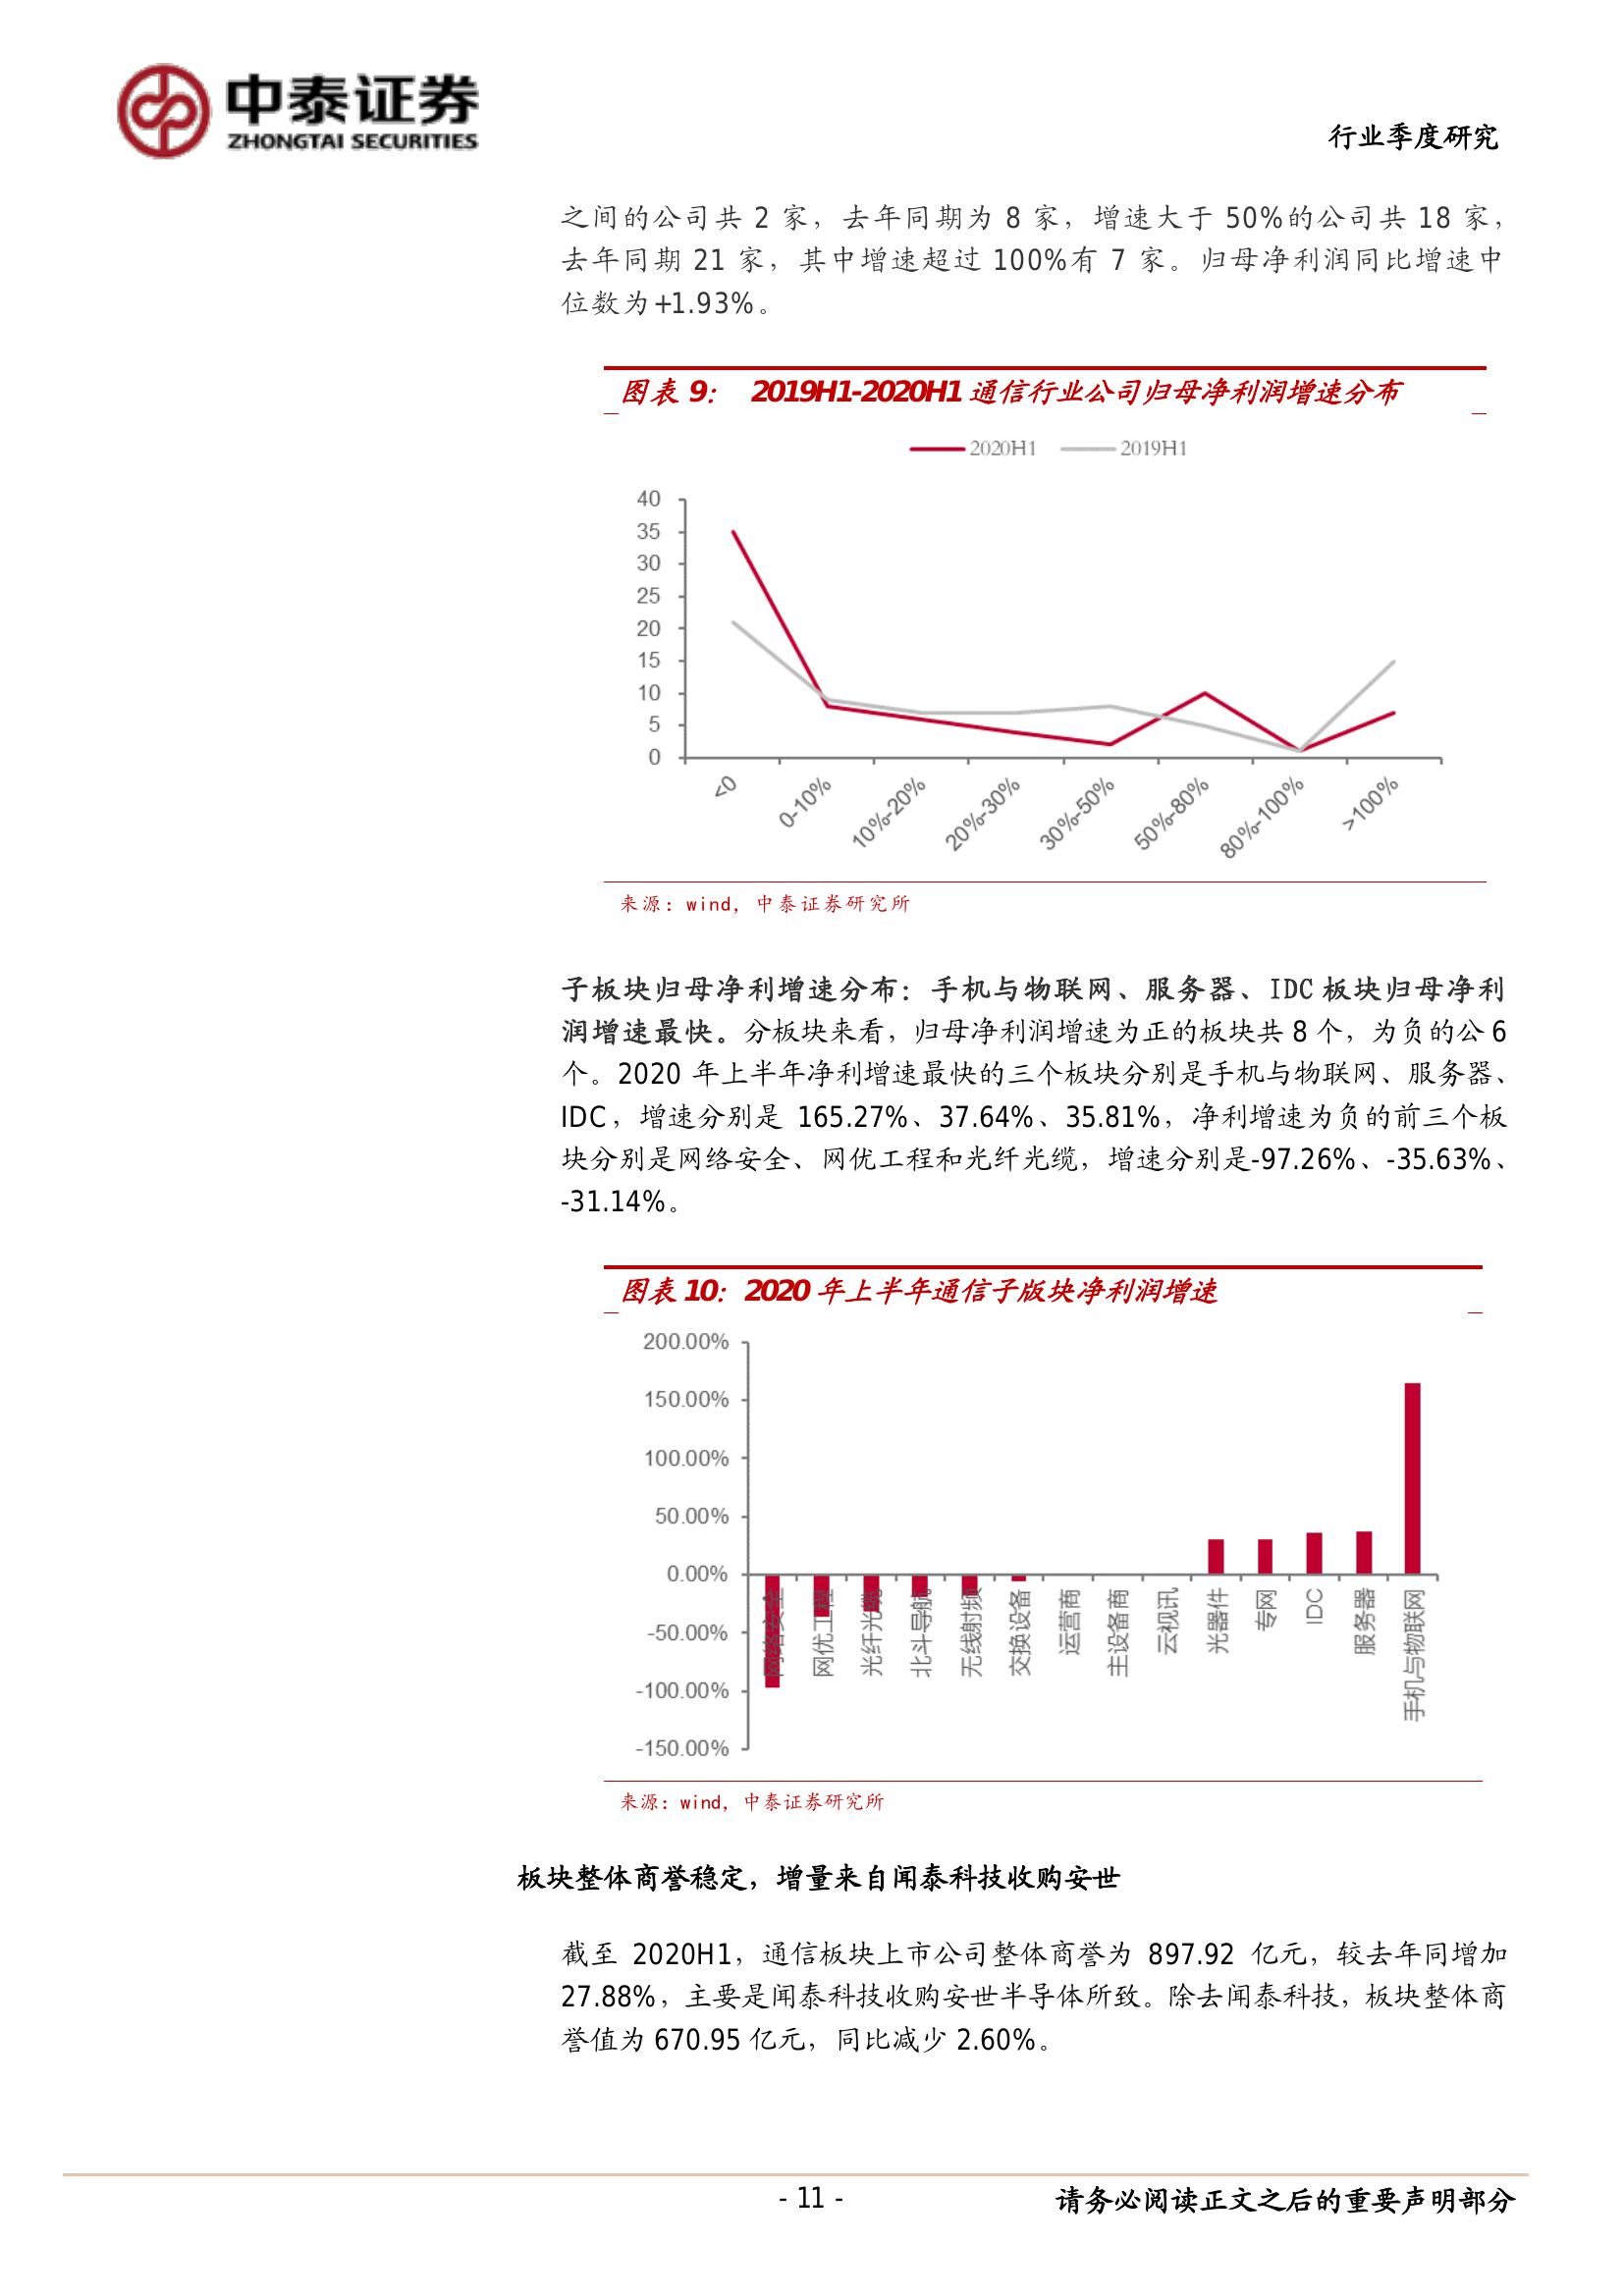 中泰证券
ZHONGTAI SECURITIES
行业季度研究
之间的公司共 2 家，去年同期为 8 家，增速大于 50%的公司共 18 家，
去年同期 21 家，其中增速超过 100%有 7 家。归母净利润同比增速中
位数为+1.93%。
图表 9： 2019H1-2020H1 通信行业公司归母净利润增速分布
2020H1 2019H1
40
35
30
25
20
15
10
5
0
<0
0-10%
10%-20%
20%-30%
30%-50%
50%-80%
80%-100%
>100%
来源：wind，中泰证券研究所
子板块归母净利增速分布：手机与物联网、服务器、IDC 板块归母净利
润增速最快。分板块来看，归母净利润增速为正的板块共 8 个，为负的公 6
个。2020 年上半年净利增速最快的三个板块分别是手机与物联网、服务器、
IDC，增速分别是 165.27%、37.64%、35.81%，净利增速为负的前三个板
块分别是网络安全、网优工程和光纤光缆，增速分别是-97.26%、-35.63%、
-31.14%。
图表 10：2020 年上半年通信子版块净利润增速
200.00%
150.00%
100.00%
50.00%
0.00%
-50.00%
-100.00%
-150.00%
网络安全
网优工程
光纤光缆
北斗导航
无线射频
交换设备
运营商
主设备商
云视讯
光器件
专网
IDC
服务器
手机与物联网
来源：wind，中泰证券研究所
板块整体商誉稳定，增量来自闻泰科技收购安世
截至 2020H1，通信板块上市公司整体商誉为 897.92 亿元，较去年同增加
27.88%，主要是闻泰科技收购安世半导体所致。除去闻泰科技，板块整体商
誉值为 670.95 亿元，同比减少 2.60%。
- 11 -
请务必阅读正文之后的重要声明部分